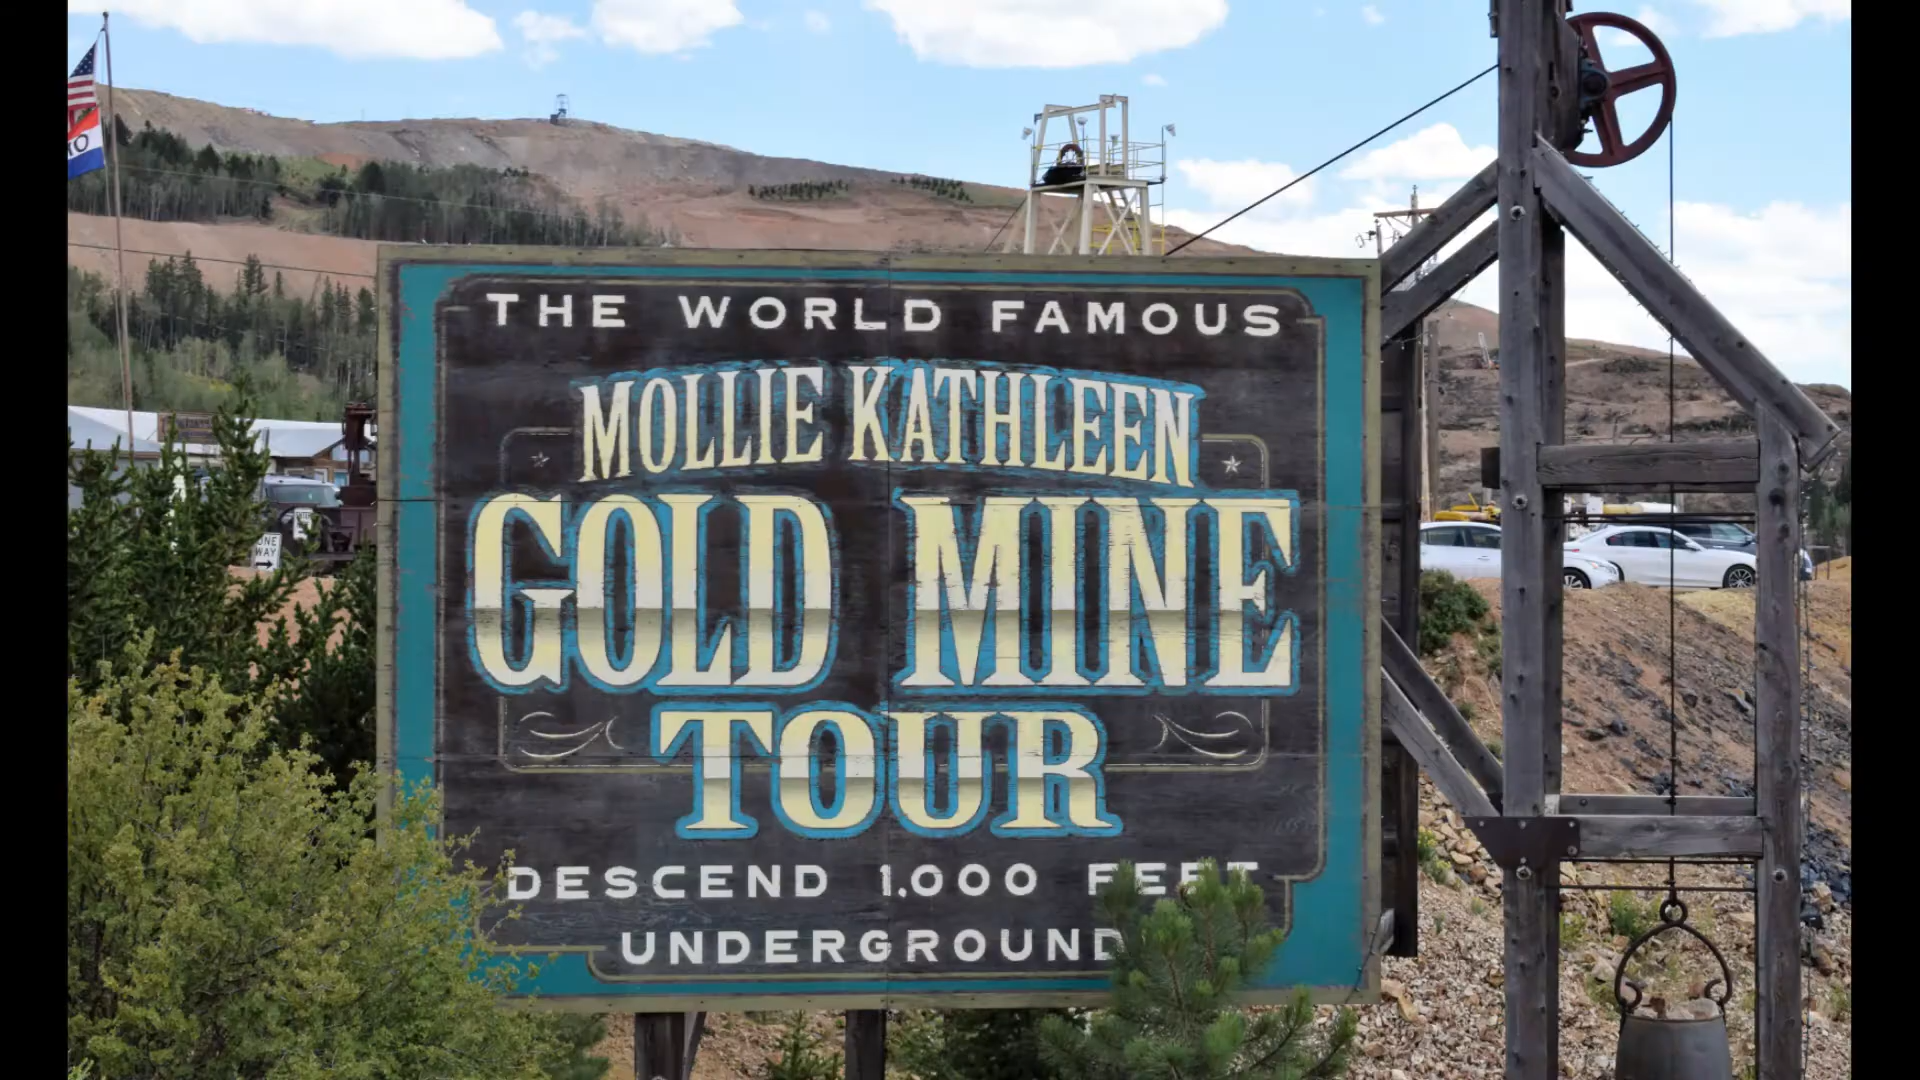 THE WORLD FAMOUS
MOLLIE KATHLEEN
GOLD MINE
TOUR
DESCEND 1,000 FEET
UNDERGROUND
ONE
WAY